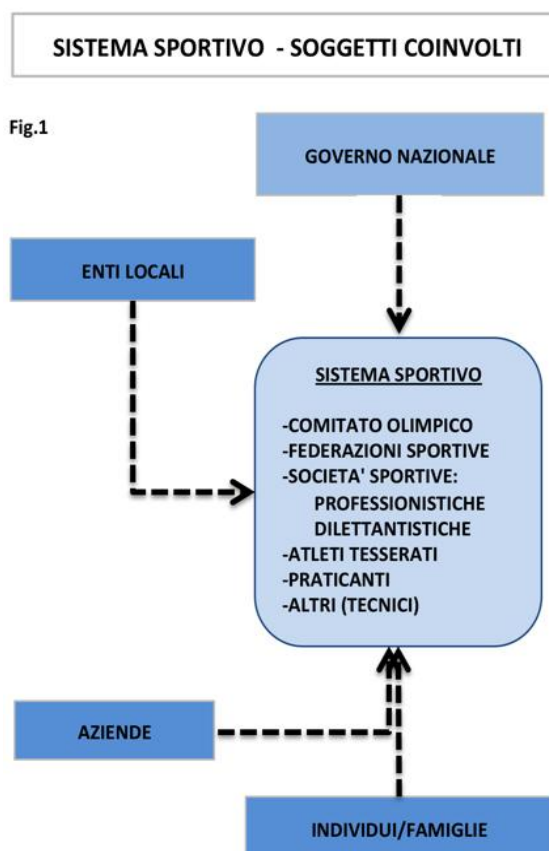 SISTEMA SPORTIVO - SOGGETTI COINVOLTI
Fig.1
GOVERNO NAZIONALE
ENTI LOCALI
SISTEMA SPORTIVO
-COMITATO OLIMPICO
-FEDERAZIONI SPORTIVE
-SOCIETA' SPORTIVE:
PROFESSIONISTICHE
DILETTANTISTICHE
-ATLETI TESSERATI
-PRATICANTI
-ALTRI (TECNICI)
AZIENDE
INDIVIDUI/FAMIGLIE